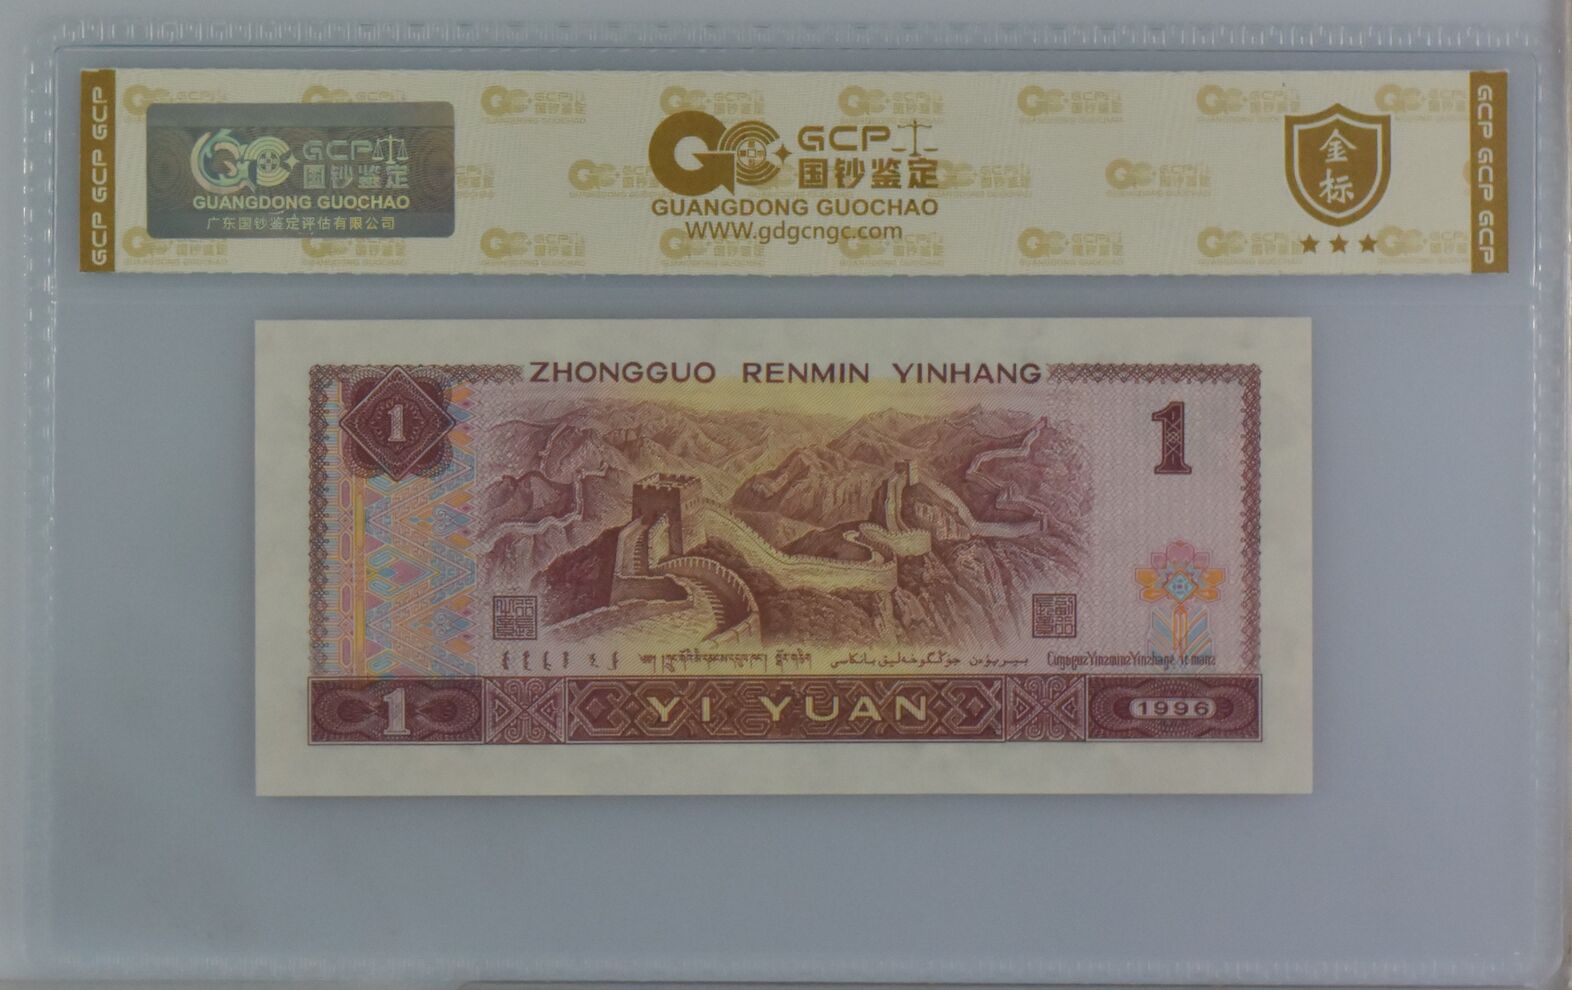 GCP GCP GCP
GCP
国钞鉴定
GUANGDONG GUOCHAO
广东国钞鉴定评估有限公司
GCP
国钞鉴定
GUANGDONG GUOCHAO
WWW.gdgcngc.com
金
标
GCP GCP GCP
ZHONGGUO RENMIN YINHANG
1
1
1
YI YUAN
1996